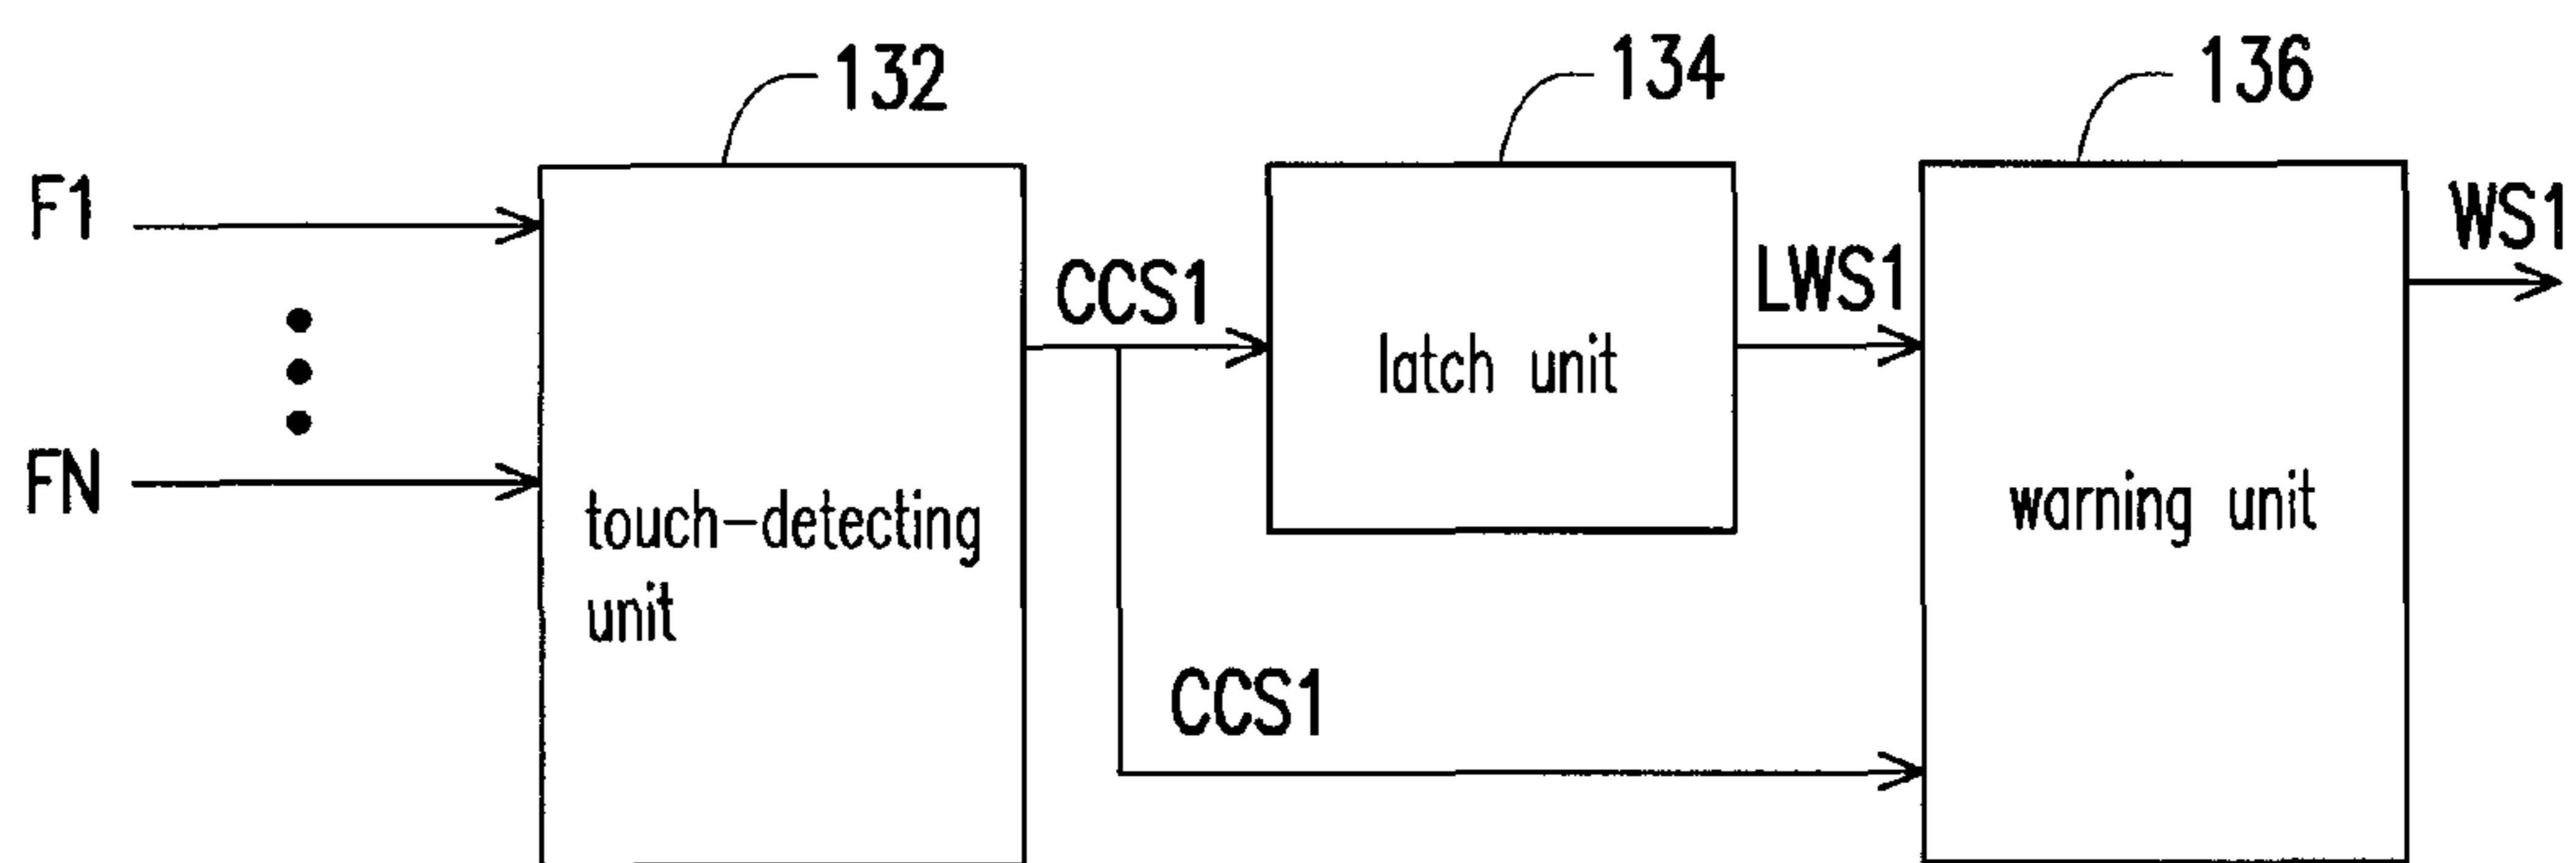 132
134
136
F1
WS1
CCS1
LWS1
latch unit
FN
touch-detecting
unit
warning unit
CCS1